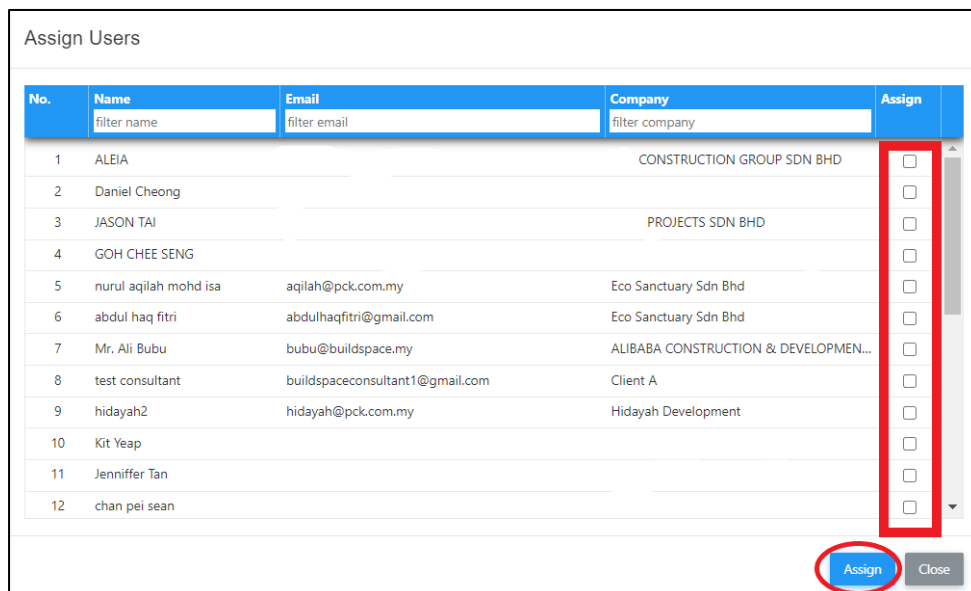 Assign Users
No. Name Email Company Assign
filter name filter email filter company
1 ALEIA CONSTRUCTION GROUP SDN BHD
2 Daniel Cheong
3 JASON TAI PROJECTS SDN BHD
4 GOH CHEE SENG
5 nurul aqilah mohd isa aqilah@pck.com.my Eco Sanctuary Sdn Bhd
6 abdul haq fitri abdulhaqfitri@gmail.com Eco Sanctuary Sdn Bhd
7 Mr. Ali Bubu bubu@buildspace.my ALIBABA CONSTRUCTION & DEVELOPMEN...
8 test consultant buildspaceconsultant1@gmail.com Client A
9 hidayah2 hidayah@pck.com.my Hidayah Development
10 Kit Yeap
11 Jenniffer Tan
12 chan pei sean
Assign Close